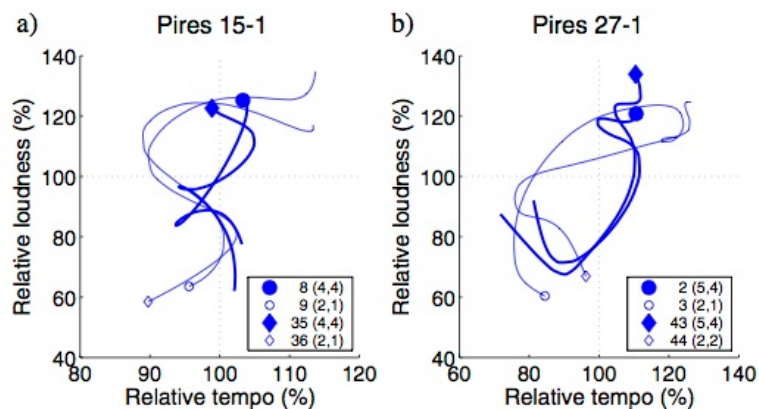 a) Pires 15-1
b) Pires 27-1
Relative loudness (%)
140
120
100
80
60
40
80 90 100 110 120
Relative tempo (%)
8 (4,4)
9 (2,1)
35 (4,4)
36 (2,1)
Relative loudness (%)
140
120
100
80
60
40
60 80 100 120 140
Relative tempo (%)
2 (5,4)
3 (2,1)
43 (5,4)
44 (2,2)